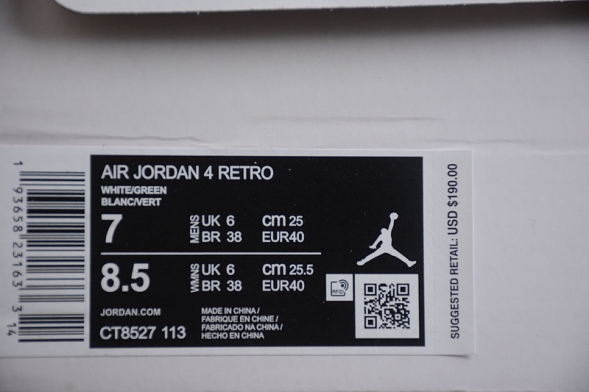 AIR JORDAN 4 RETRO
WHITE/GREEN
BLANC/VERT
7 MENS UK 6 cm 25
BR 38 EUR40
8.5 WMNS UK 6 cm 25.5
BR 38 EUR40
JORDAN.COM
CT8527 113
MADE IN CHINA /
FABRIQUE EN CHINE /
FABRICADO NA CHINA /
HECHO EN CHINA
RFID
SUGGESTED RETAIL: USD $190.00
1 93658 23163 3 14